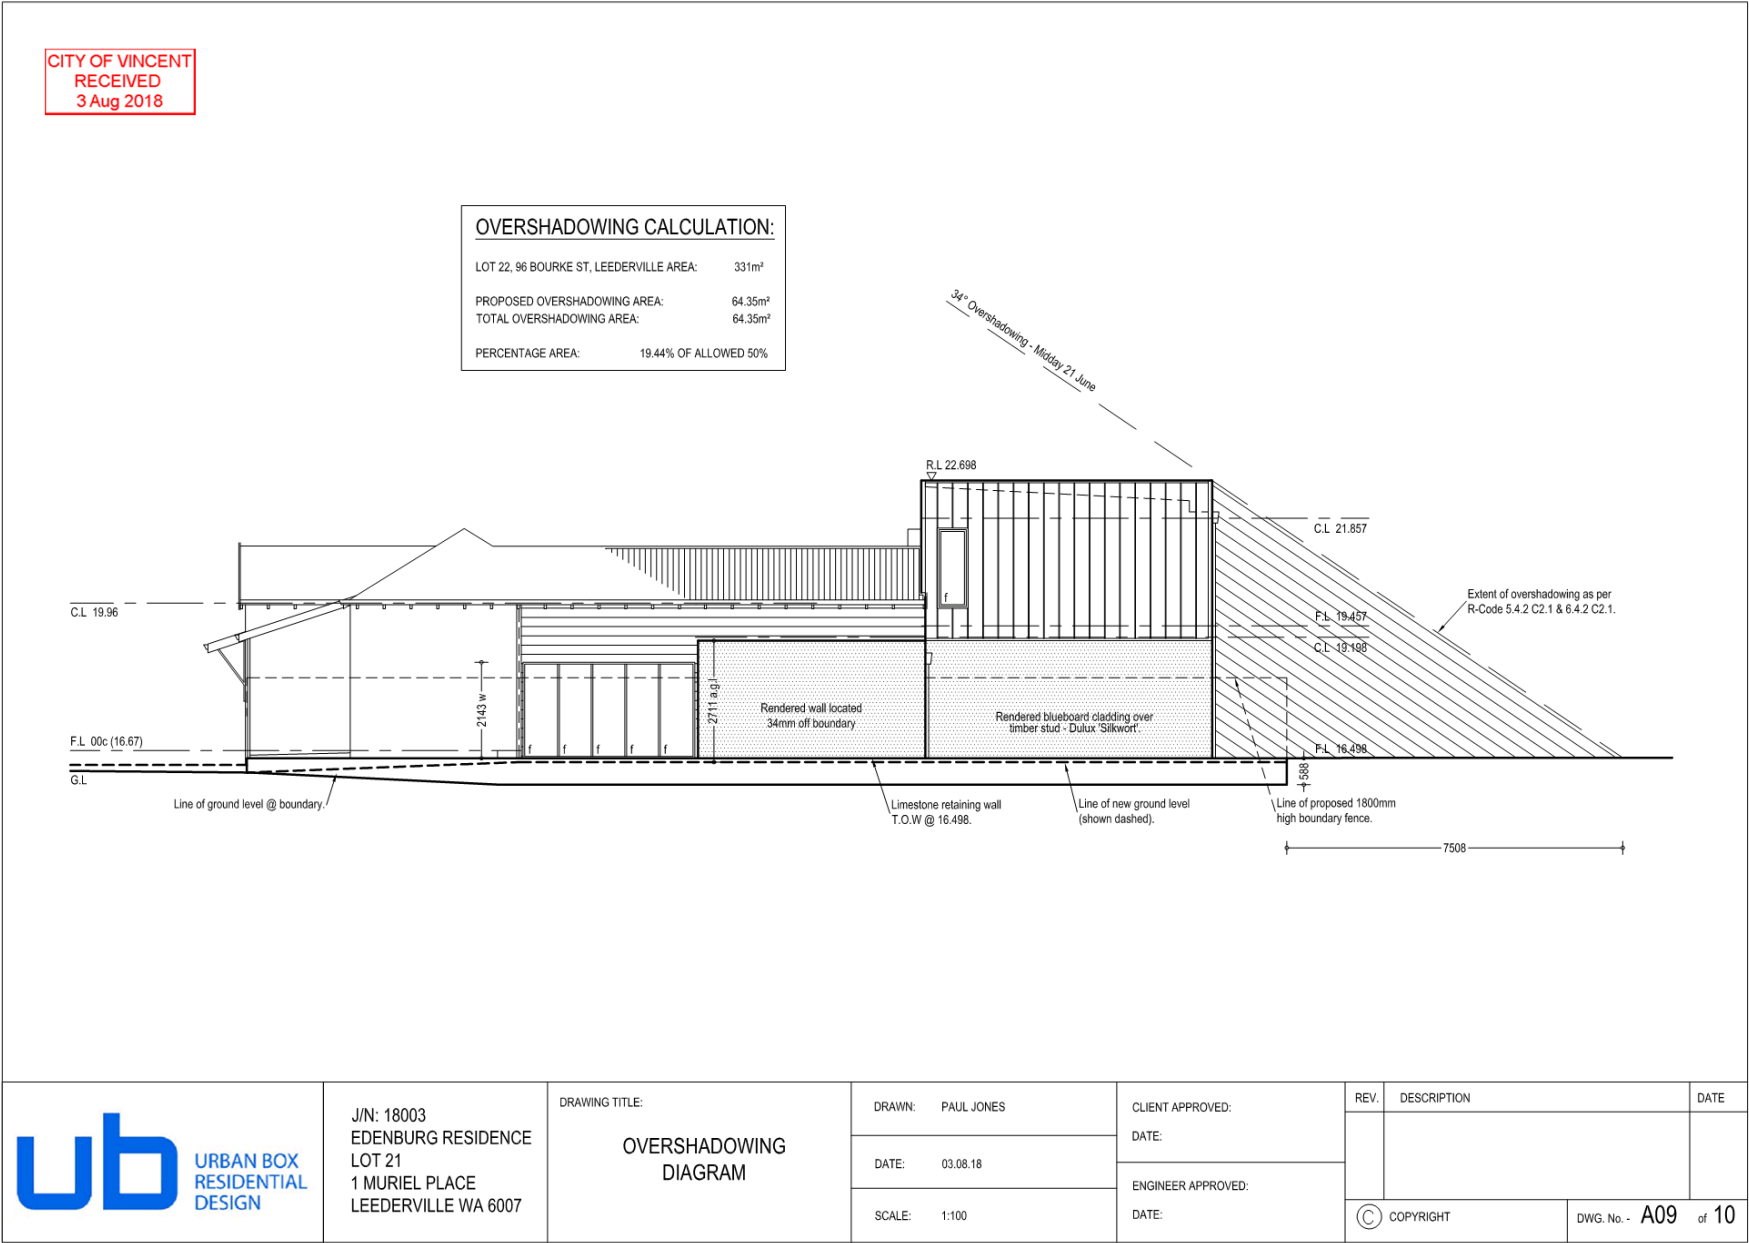 CITY OF VINCENT
RECEIVED
3 Aug 2018
OVERSHADOWING CALCULATION:
LOT 22, 96 BOURKE ST, LEEDERVILLE AREA: 331m²
PROPOSED OVERSHADOWING AREA: 64.35m²
TOTAL OVERSHADOWING AREA: 64.35m²
PERCENTAGE AREA: 19.44% OF ALLOWED 50%
34° Overshadowing - Midday 21 June
R.L 22.698
C.L 21.857
Extent of overshadowing as per
R-Code 5.4.2 C2.1 & 6.4.2 C2.1.
C.L 19.96
F.L 19.457
C.L 19.198
f
2143 w
2711 a.g.l
Rendered wall located
34mm off boundary
Rendered blueboard cladding over
timber stud - Dulux 'Silkwort'.
F.L 00c (16.67)
f f f f f
F.L 16.498
G.L
588
Line of ground level @ boundary.
Limestone retaining wall
T.O.W @ 16.498.
Line of new ground level
(shown dashed).
Line of proposed 1800mm
high boundary fence.
7508
ub
URBAN BOX
RESIDENTIAL
DESIGN
J/N: 18003
EDENBURG RESIDENCE
LOT 21
1 MURIEL PLACE
LEEDERVILLE WA 6007
DRAWING TITLE:
OVERSHADOWING
DIAGRAM
DRAWN: PAUL JONES
DATE: 03.08.18
SCALE: 1:100
CLIENT APPROVED:
DATE:
ENGINEER APPROVED:
DATE:
REV. DESCRIPTION DATE
© COPYRIGHT
DWG. No. - A09 of 10